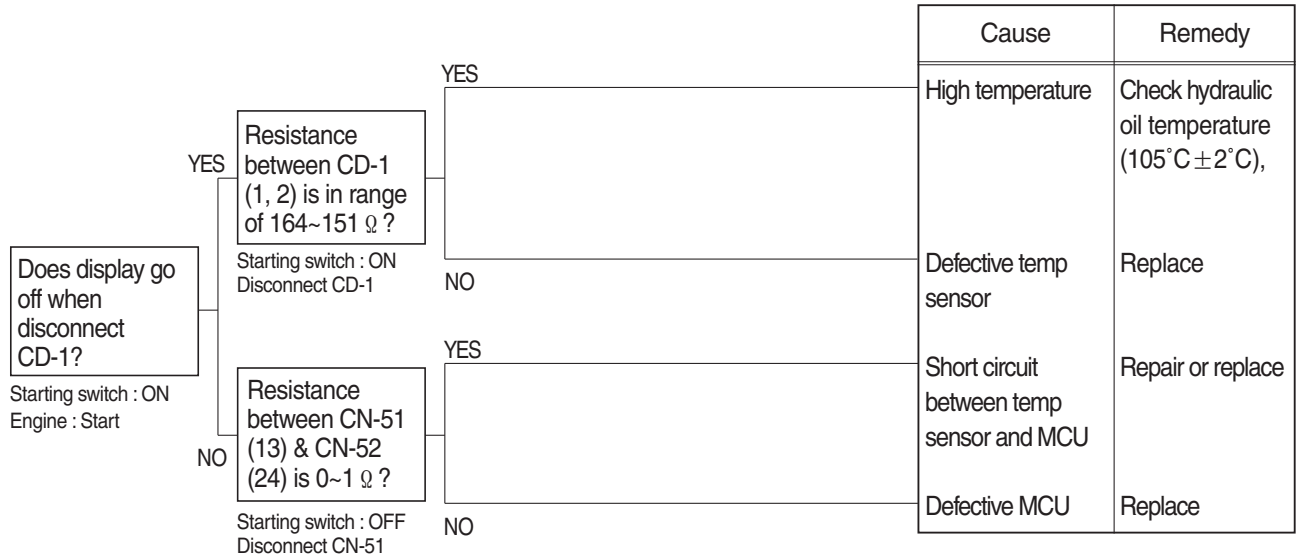 Cause
Remedy
YES
High temperature
Check hydraulic
oil temperature
(105˚C±2˚C),
YES
Resistance
between CD-1
(1, 2) is in range
of 164~151 Ω ?
Starting switch : ON
Disconnect CD-1
NO
Defective temp
sensor
Replace
Does display go
off when
disconnect
CD-1?
Starting switch : ON
Engine : Start
YES
Short circuit
between temp
sensor and MCU
Repair or replace
NO
Resistance
between CN-51
(13) & CN-52
(24) is 0~1 Ω ?
Starting switch : OFF
Disconnect CN-51
NO
Defective MCU
Replace